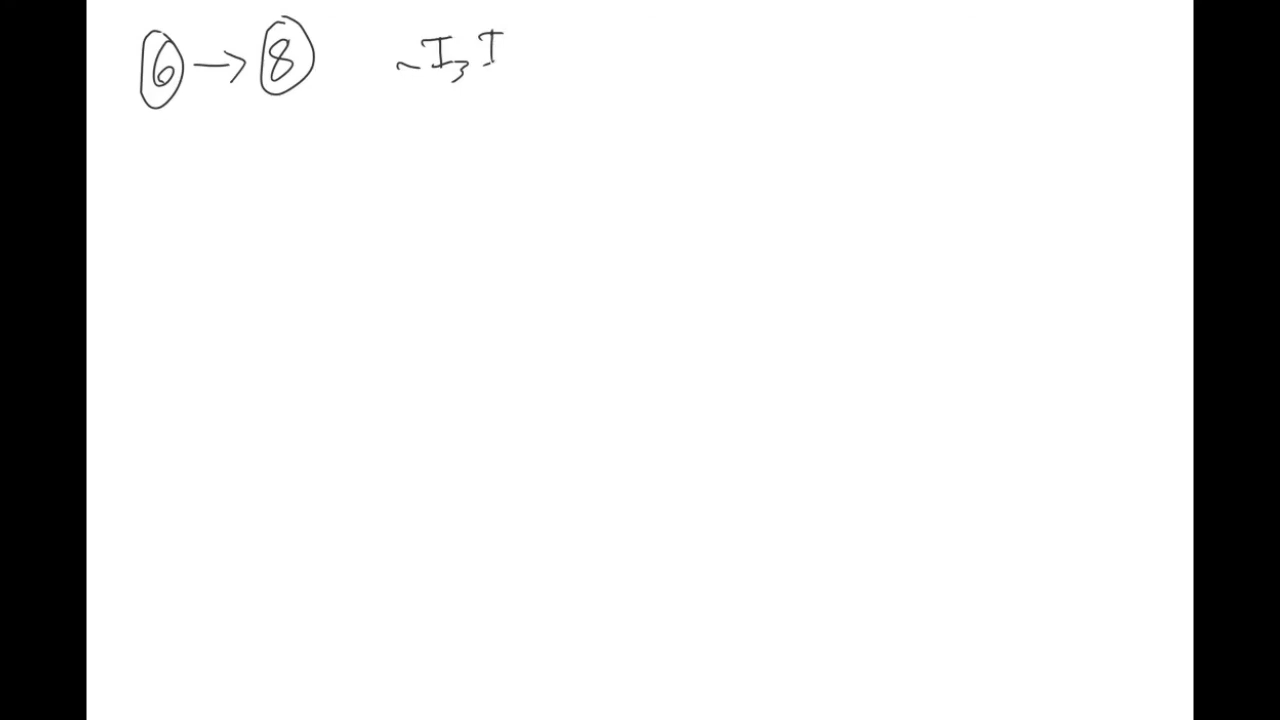 ⑥ → ⑧ ~I₃ I